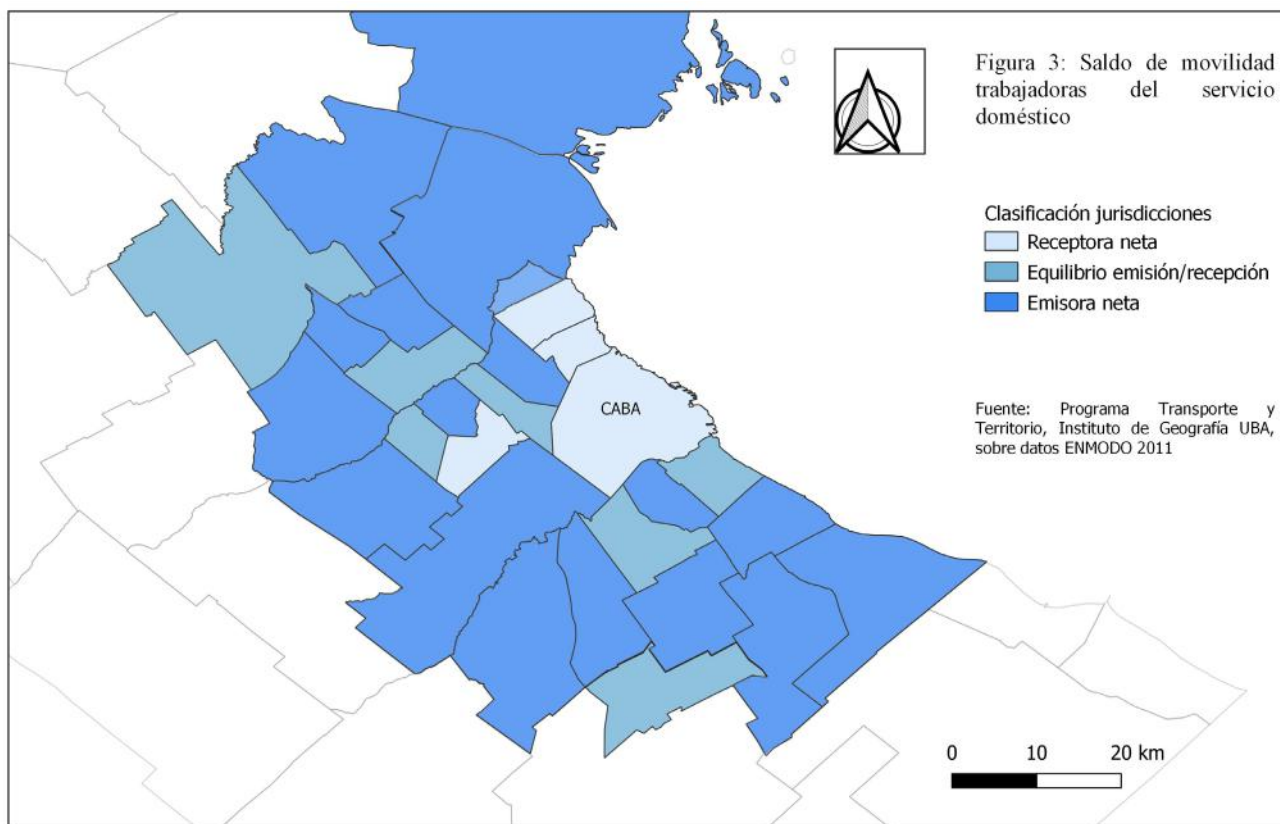 Figura 3: Saldo de movilidad
trabajadoras del servicio
doméstico
Clasificación jurisdicciones
Receptora neta
Equilibrio emisión/recepción
Emisora neta
CABA
Fuente: Programa Transporte y
Territorio, Instituto de Geografía UBA,
sobre datos ENMODO 2011
0 10 20 km